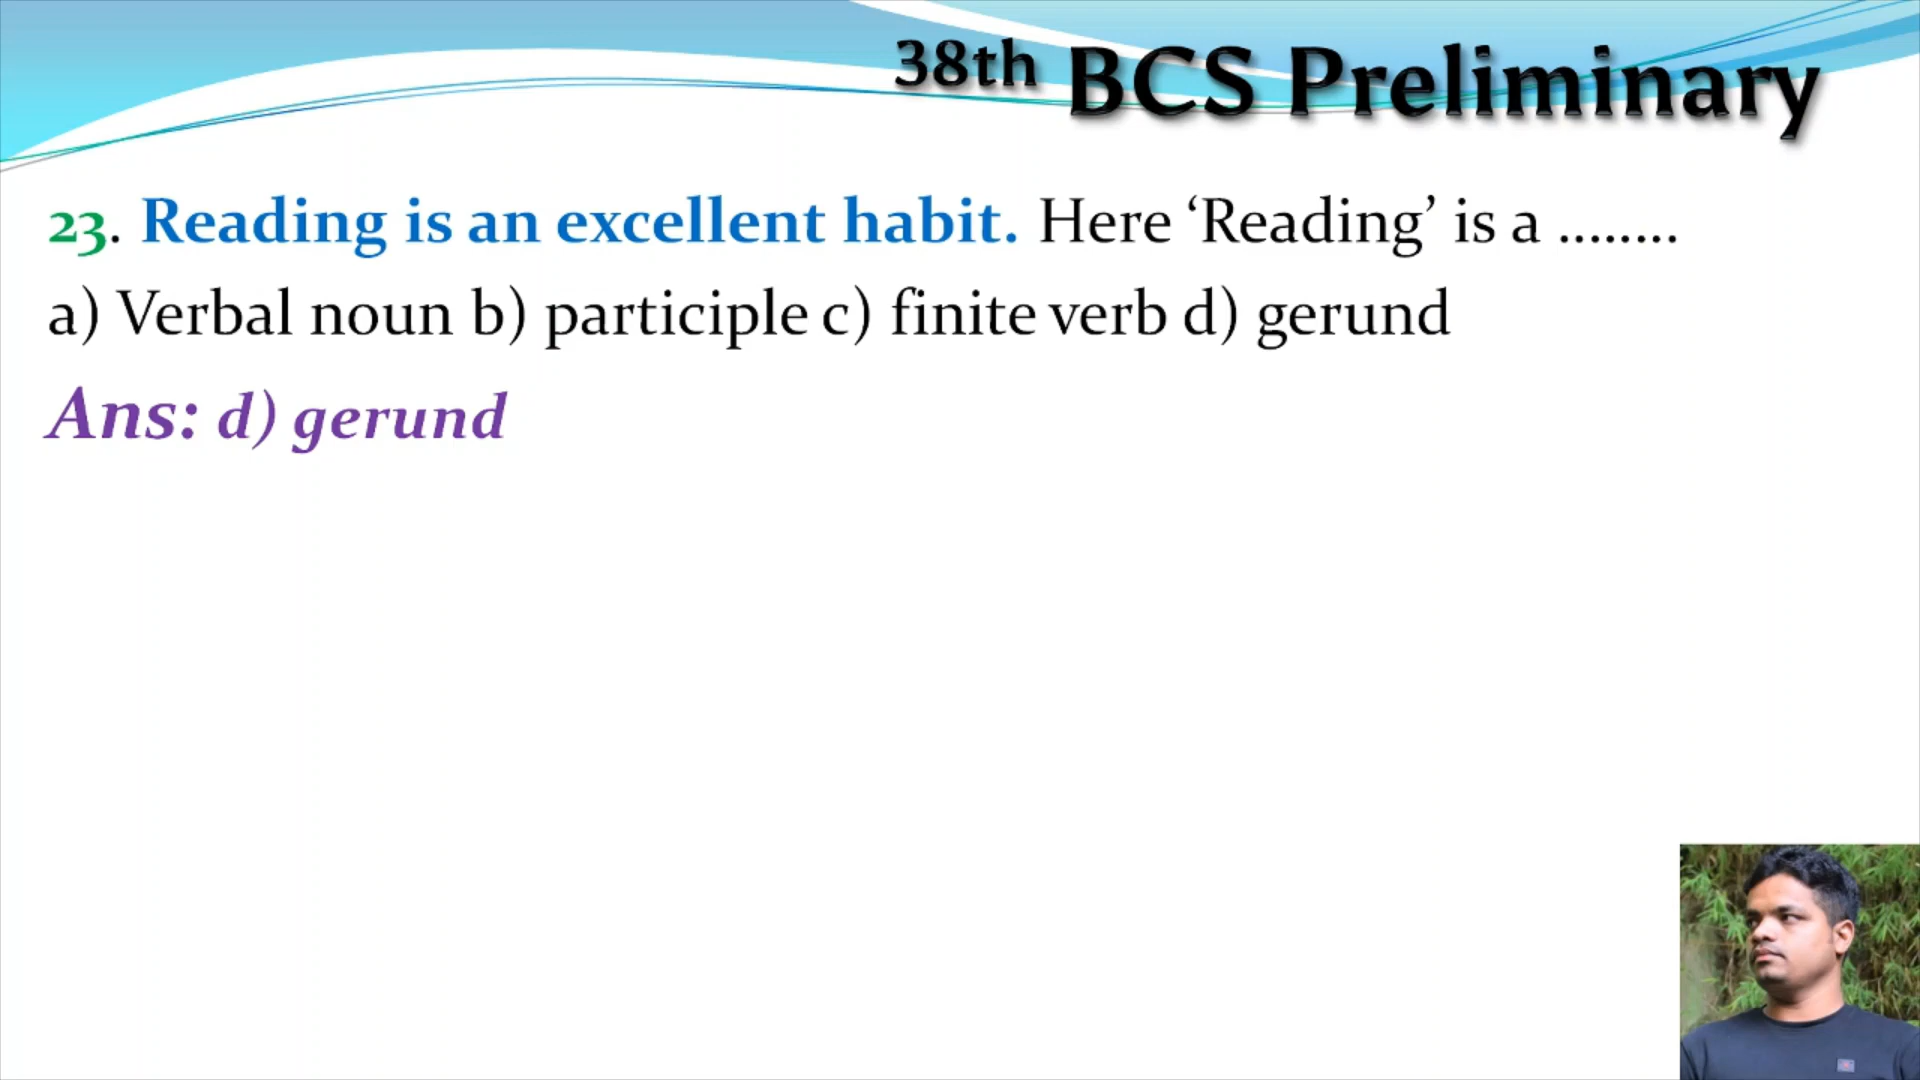 38th BCS Preliminary
23. Reading is an excellent habit. Here ‘Reading’ is a ........
a) Verbal noun b) participle c) finite verb d) gerund
Ans: d) gerund